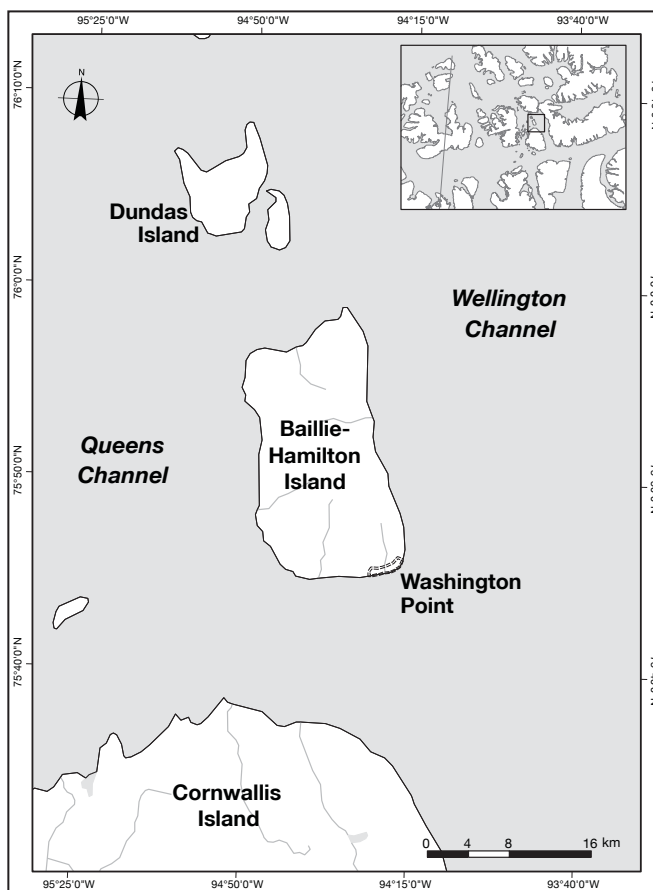 95°25'0"W
94°50'0"W
94°15'0"W
93°40'0"W
76°10'0"N
N
Dundas
Island
76°0'0"N
Wellington
Channel
Baillie-
Hamilton
Island
Queens
Channel
75°50'0"N
Washington
Point
75°40'0"N
Cornwallis
Island
0 4 8 16 km
95°25'0"W
94°50'0"W
94°15'0"W
93°40'0"W